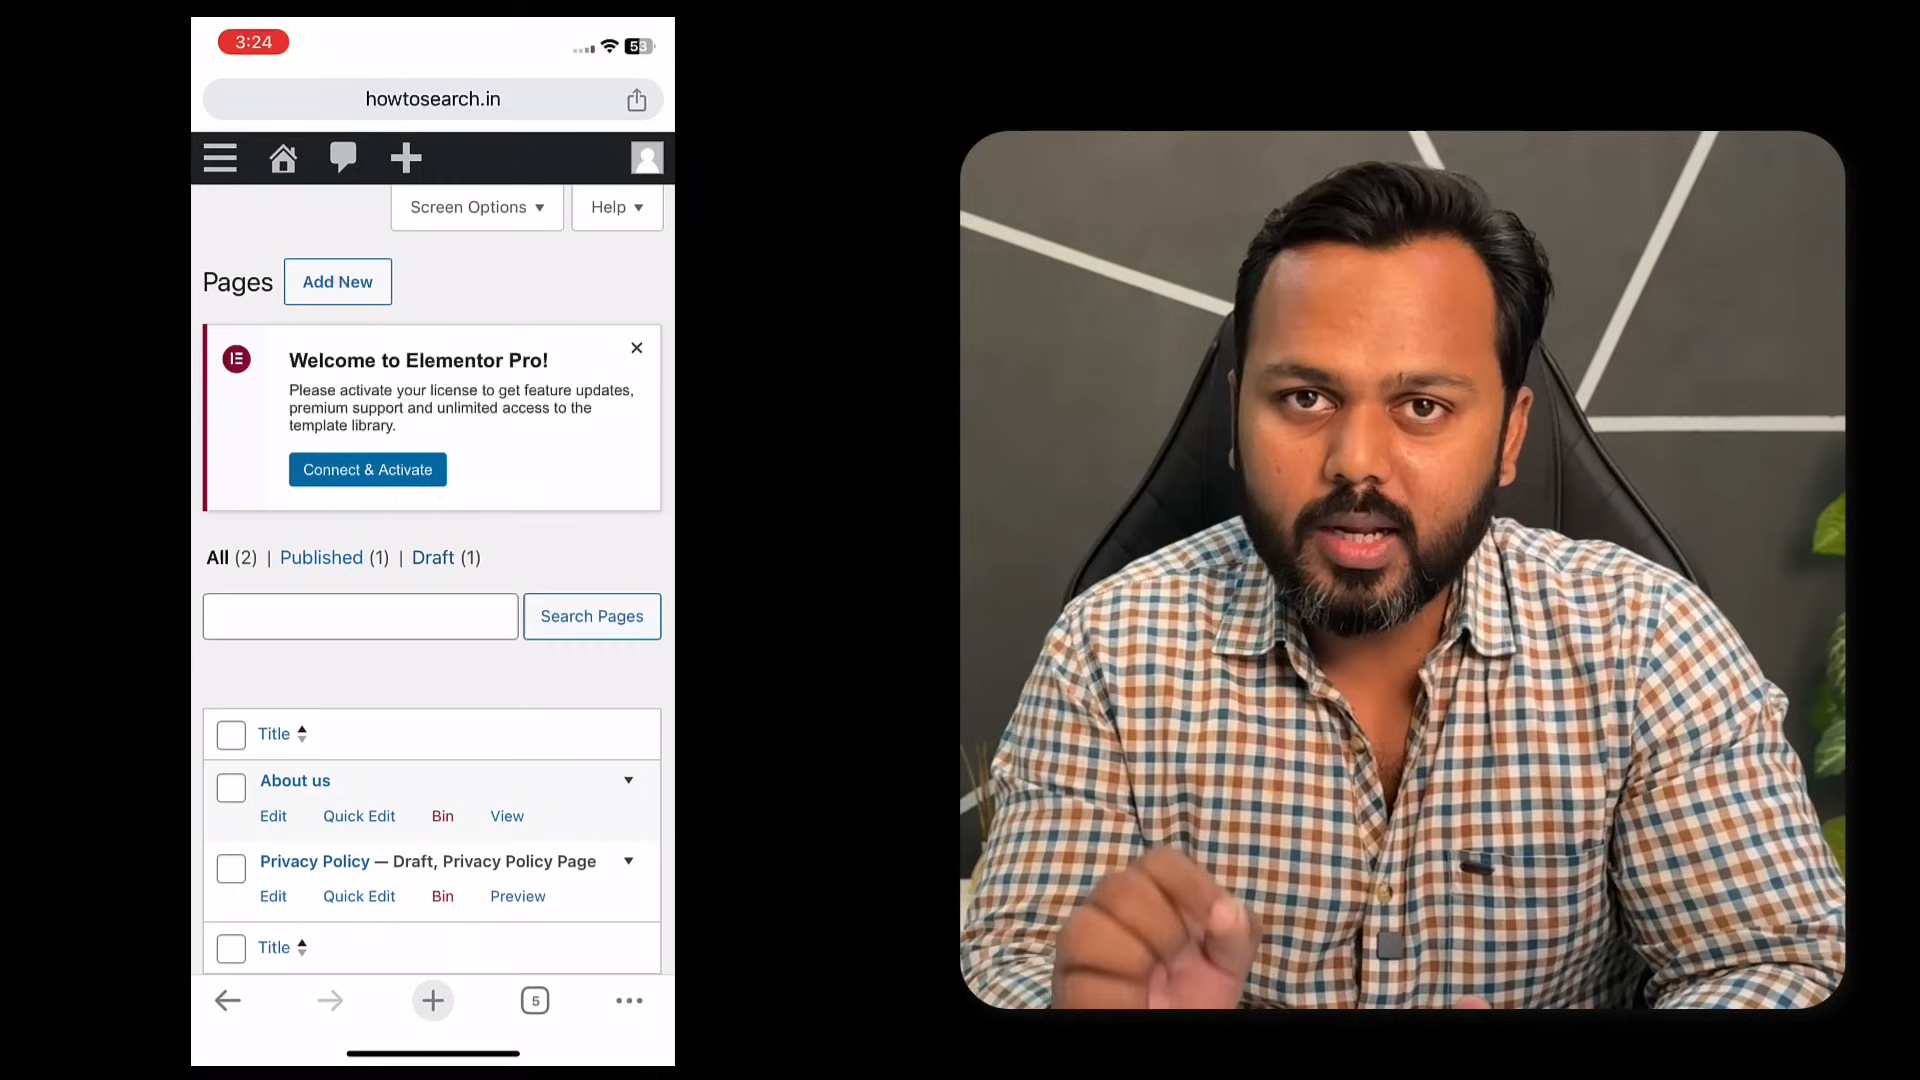 3:24
53
howtosearch.in
Screen Options
Help
Pages
Add New
Welcome to Elementor Pro!
Please activate your license to get feature updates,
premium support and unlimited access to the
template library.
Connect & Activate
All (2) | Published (1) | Draft (1)
Search Pages
Title
About us
Edit Quick Edit Bin View
Privacy Policy — Draft, Privacy Policy Page
Edit Quick Edit Bin Preview
Title
5